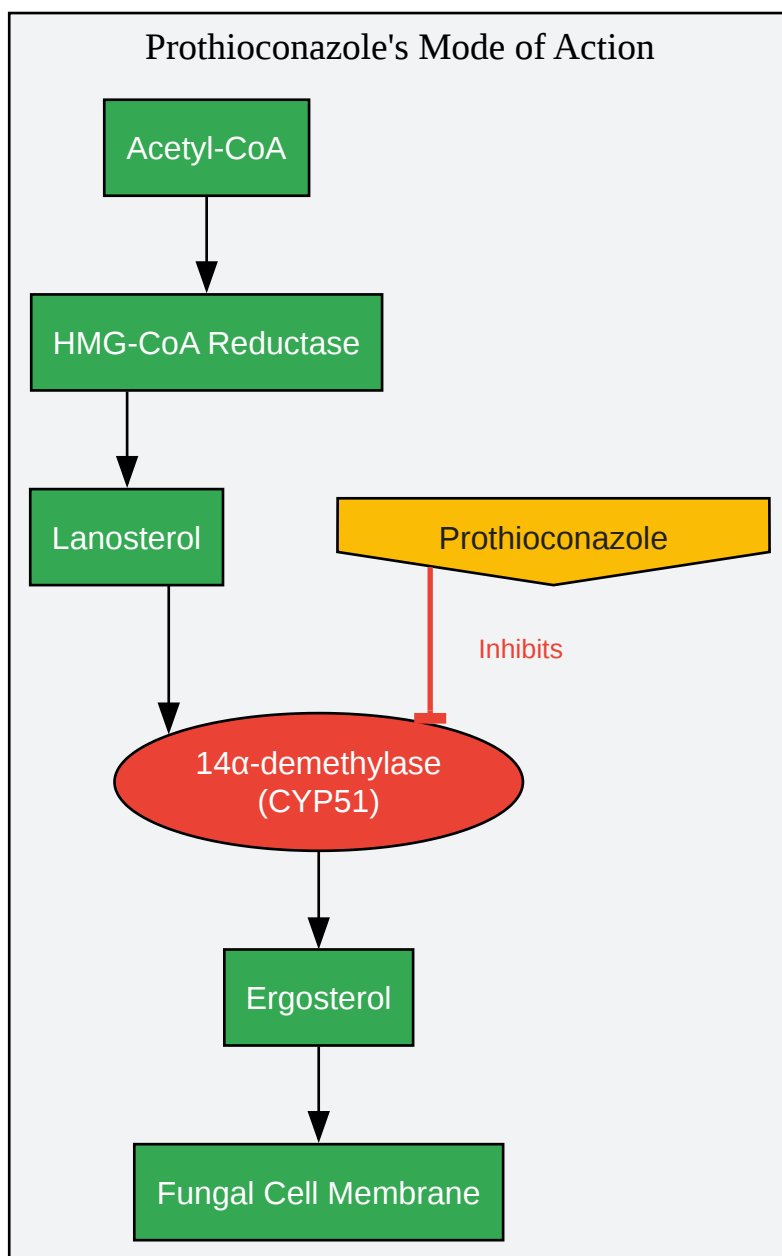 Prothioconazole's Mode of Action
Acetyl-CoA
HMG-CoA Reductase
Lanosterol
Prothioconazole
Inhibits
14α-demethylase
(CYP51)
Ergosterol
Fungal Cell Membrane